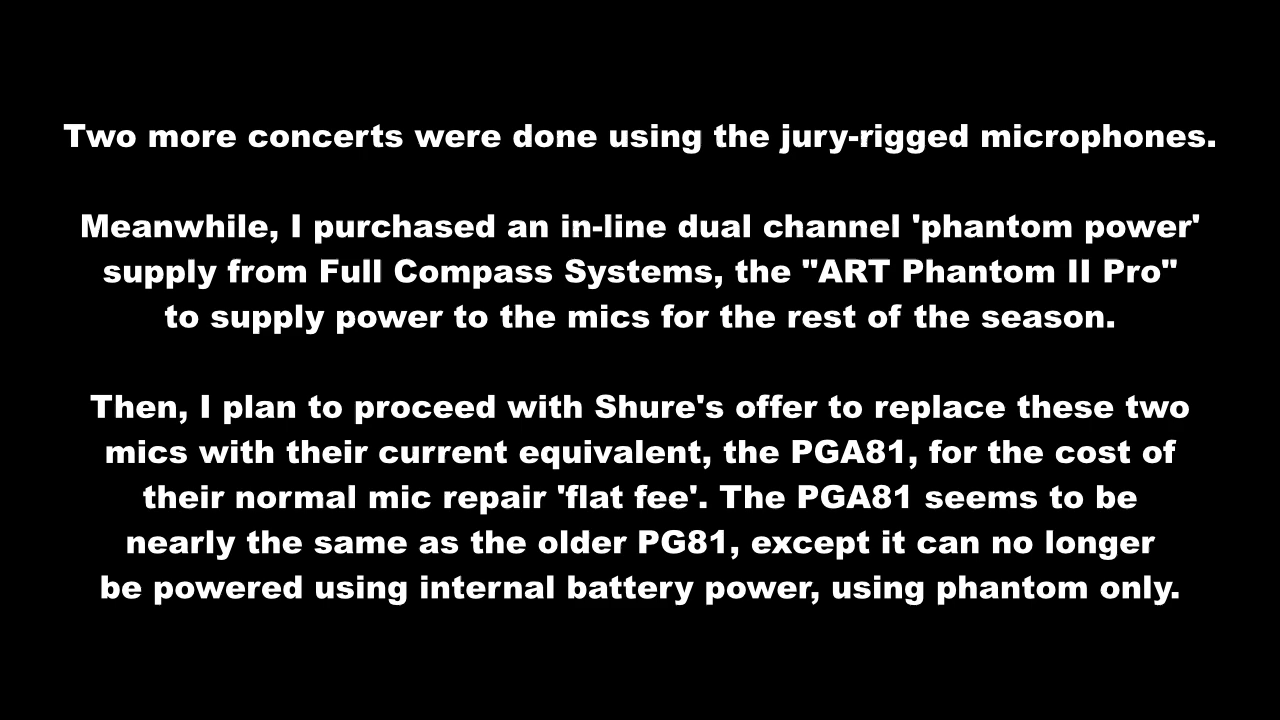 Two more concerts were done using the jury-rigged microphones.
Meanwhile, I purchased an in-line dual channel 'phantom power'
supply from Full Compass Systems, the "ART Phantom II Pro"
to supply power to the mics for the rest of the season.
Then, I plan to proceed with Shure's offer to replace these two
mics with their current equivalent, the PGA81, for the cost of
their normal mic repair 'flat fee'. The PGA81 seems to be
nearly the same as the older PG81, except it can no longer
be powered using internal battery power, using phantom only.